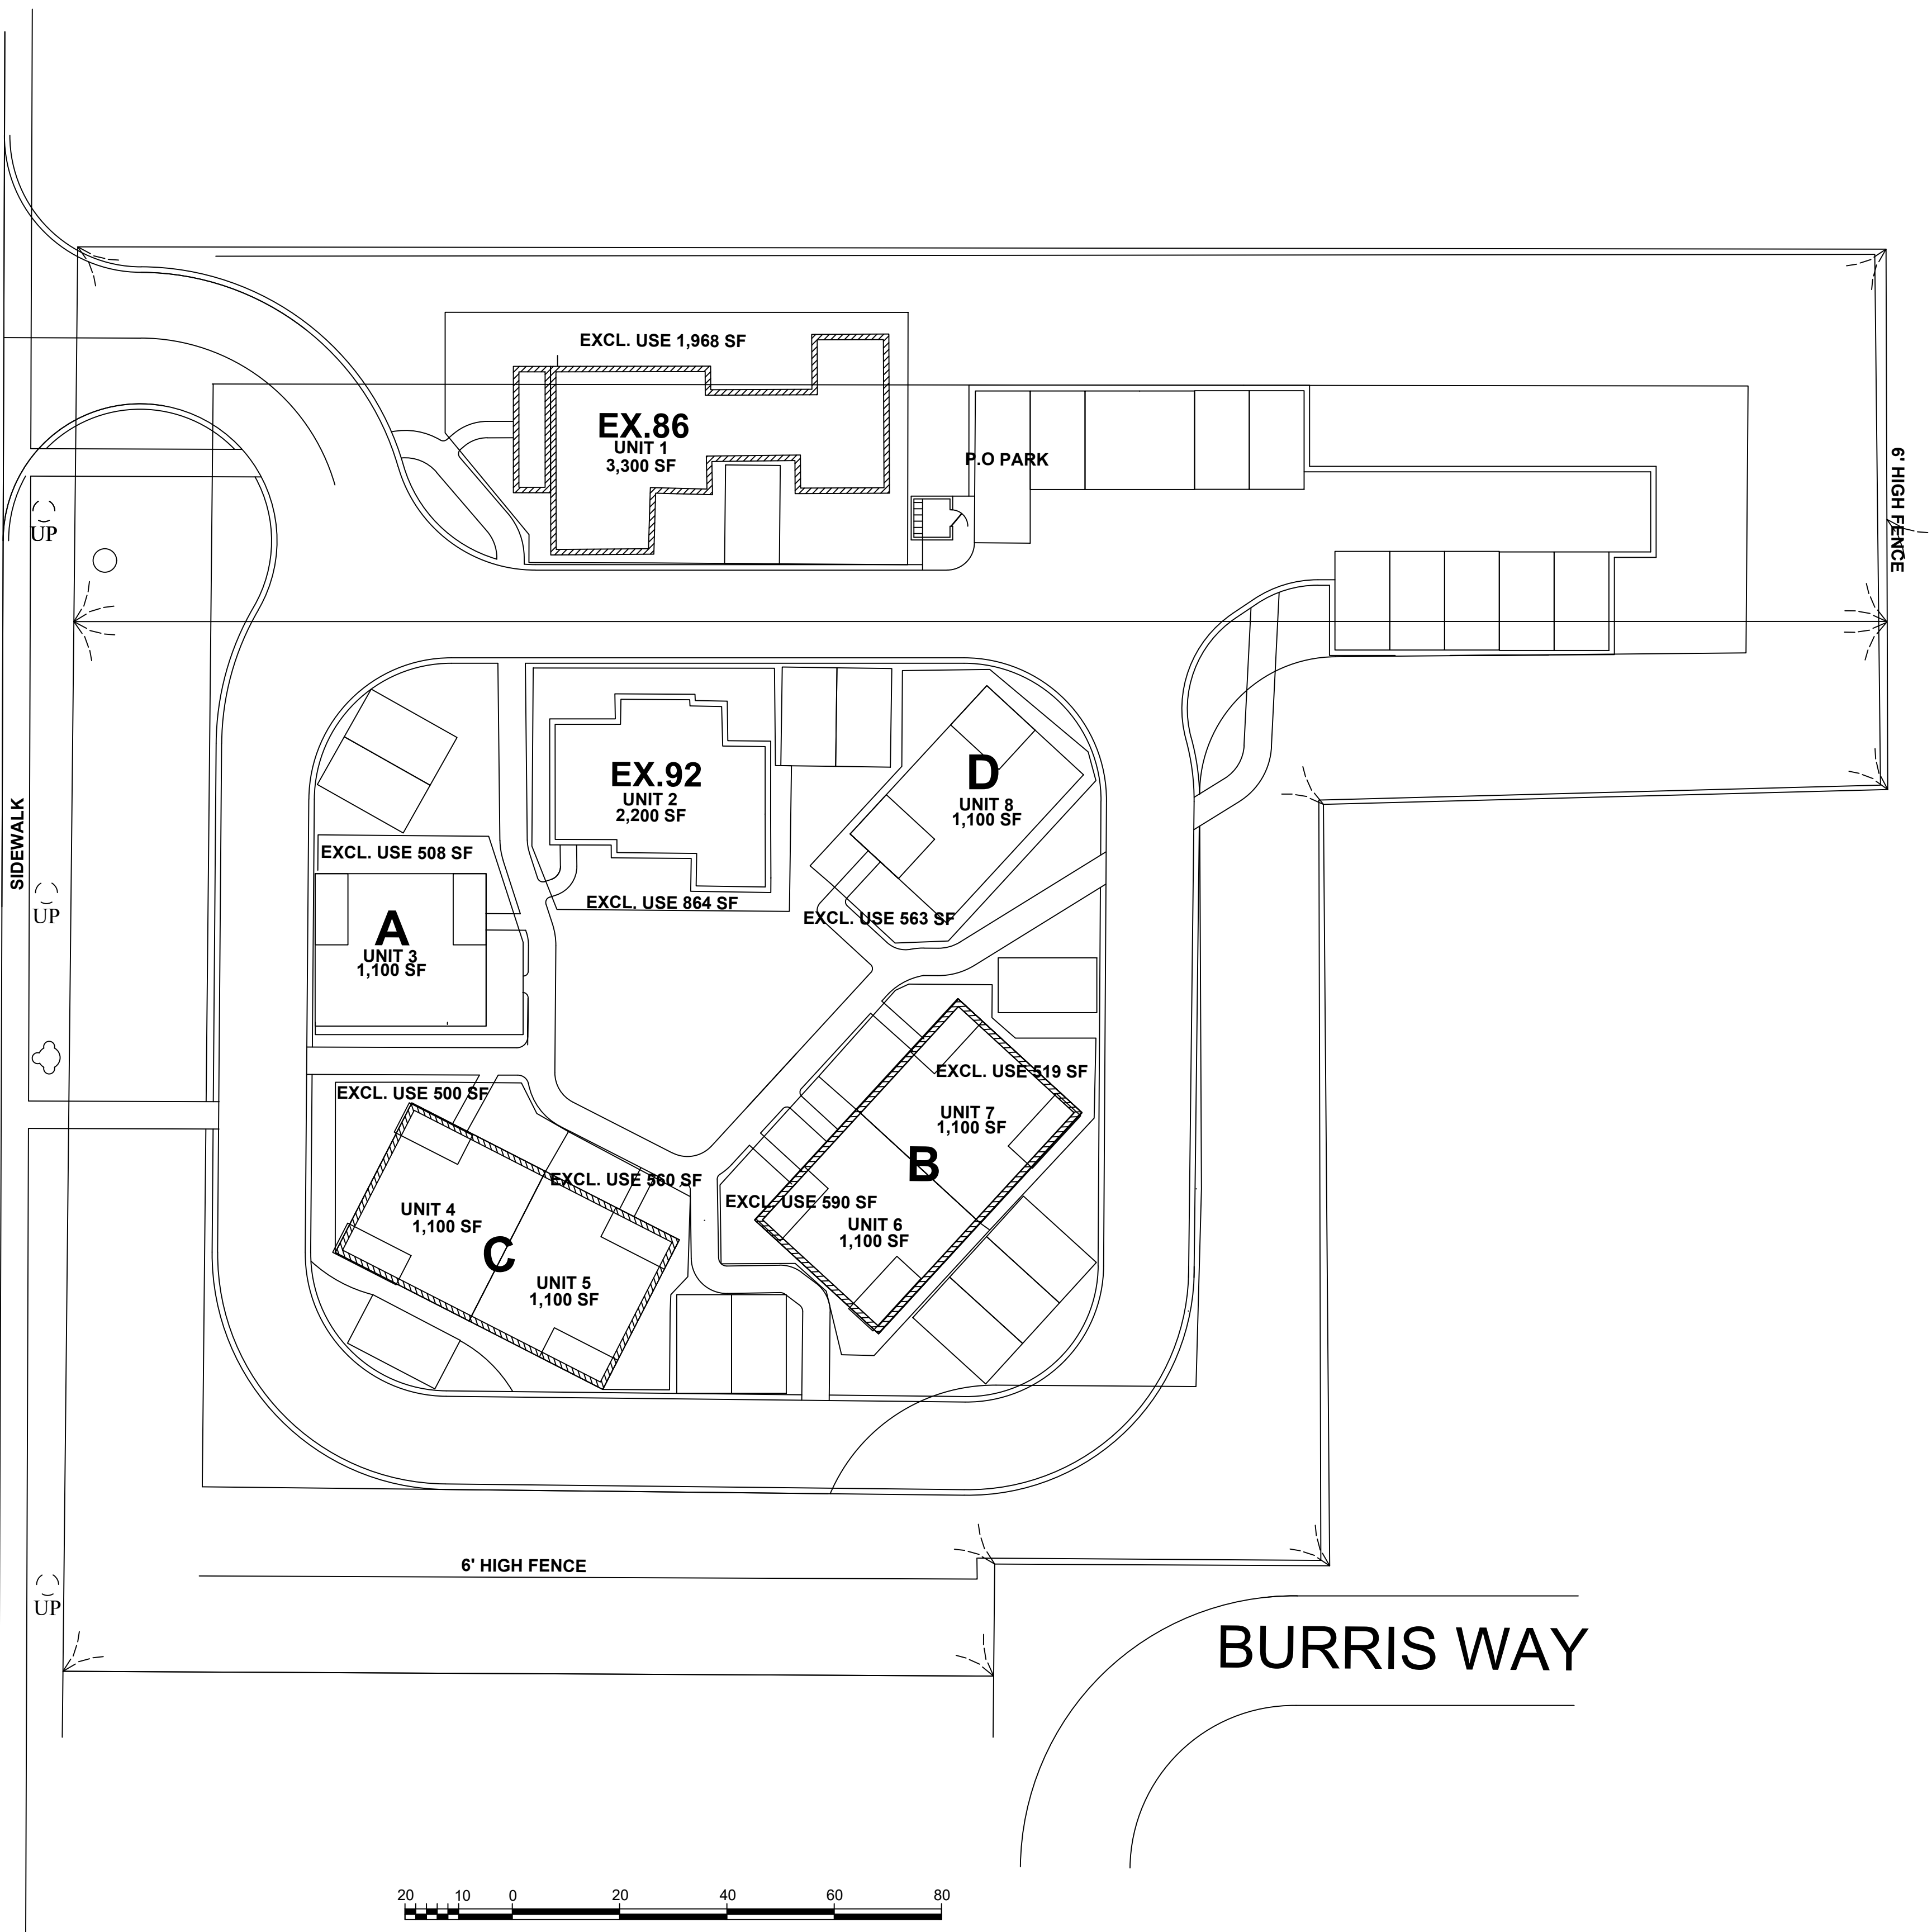 EXCL. USE 1,968 SF
EX.86
UNIT 1
3,300 SF
P.O PARK
6' HIGH FENCE
UP
EX.92
UNIT 2
2,200 SF
D
UNIT 8
1,100 SF
SIDEWALK
EXCL. USE 508 SF
UP
EXCL. USE 864 SF
EXCL. USE 563 SF
A
UNIT 3
1,100 SF
EXCL. USE 500 SF
EXCL. USE 519 SF
UNIT 7
1,100 SF
B
EXCL. USE 560 SF
EXCL. USE 590 SF
UNIT 4
1,100 SF
UNIT 6
1,100 SF
C
UNIT 5
1,100 SF
6' HIGH FENCE
UP
BURRIS WAY
20 10 0 20 40 60 80